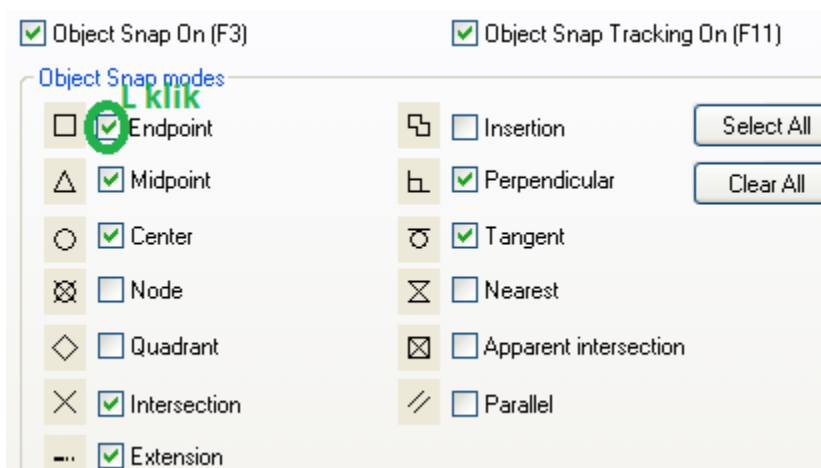 Object Snap On (F3)
Object Snap Tracking On (F11)
Object Snap modes
L klik
Endpoint
Insertion
Select All
Midpoint
Perpendicular
Clear All
Center
Tangent
Node
Nearest
Quadrant
Apparent intersection
Intersection
Parallel
Extension